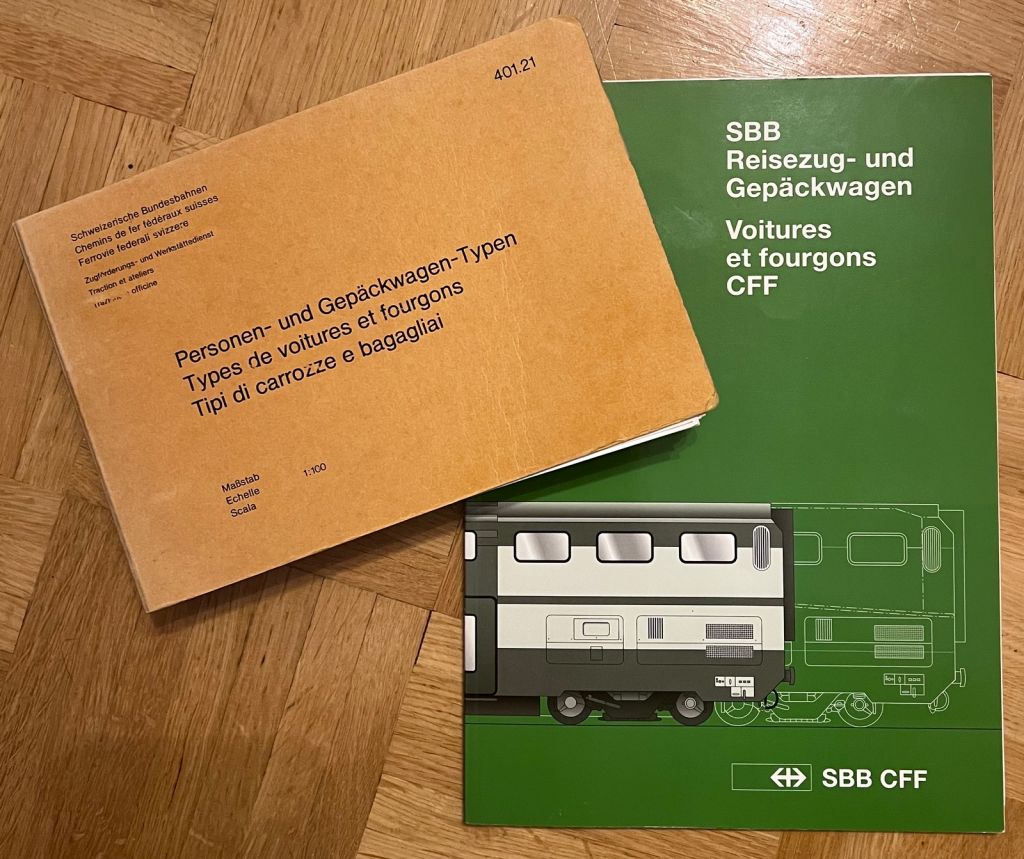 401.21
Schweizerische Bundesbahnen
Chemins de fer fédéraux suisses
Ferrovie federali svizzere
Zugförderungs- und Werkstättedienst
Traction et ateliers
officine
Personen- und Gepäckwagen-Typen
Types de voitures et fourgons
Tipi di carrozze e bagagliai
Maßstab 1:100
Echelle
Scala
SBB
Reisezug- und
Gepäckwagen
Voitures
et fourgons
CFF
SBB CFF